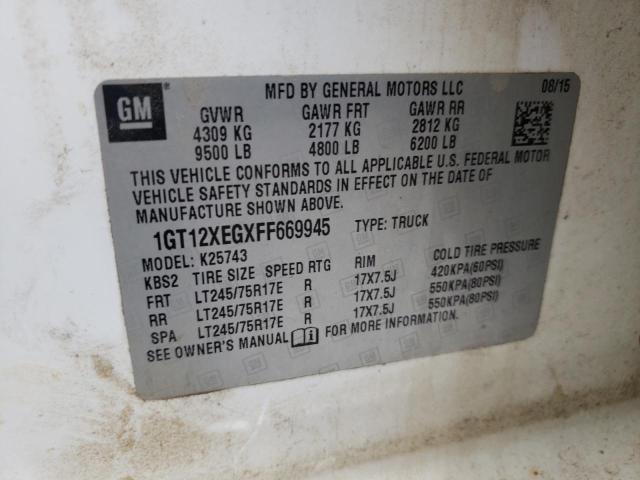 MFD BY GENERAL MOTORS LLC 08/15
GM
GVWR GAWR FRT GAWR RR
4309 KG 2177 KG 2812 KG
9500 LB 4800 LB 6200 LB
THIS VEHICLE CONFORMS TO ALL APPLICABLE U.S. FEDERAL MOTOR
VEHICLE SAFETY STANDARDS IN EFFECT ON THE DATE OF
MANUFACTURE SHOWN ABOVE.
1GT12XEGXFF669945 TYPE: TRUCK
MODEL: K25743
KBS2 TIRE SIZE SPEED RTG RIM COLD TIRE PRESSURE
FRT LT245/75R17E R 17X7.5J 420KPA(60PSI)
RR LT245/75R17E R 17X7.5J 550KPA(80PSI)
SPA LT245/75R17E R 17X7.5J 550KPA(80PSI)
SEE OWNER'S MANUAL FOR MORE INFORMATION.